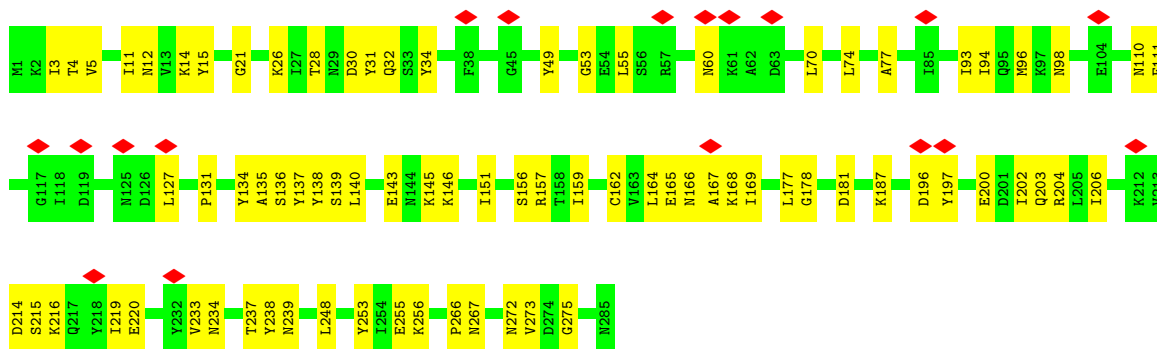 M1 K2 I3 T4 V5 I11 N12 V13 K14 Y15 G21 K26 I27 T28 N29 D30 Y31 Q32 S33 Y34 F38 G45 Y49 G53 E54 L55 S56 R57 N60 K61 A62 D63 L70 L74 A77 I85 I93 I94 Q95 M96 K97 N98 E104 N110
G117 I118 D119 N125 D126 L127 P131 Y134 A135 S136 Y137 Y138 S139 L140 E143 N144 K145 K146 I151 S156 R157 T158 I159 C162 V163 L164 E165 N166 A167 K168 I169 L177 G178 D181 K187 D196 Y197 E200 D201 I202 Q203 R204 L205 I206 K212
D214 S215 K216 Q217 Y218 I219 E220 Y232 V233 N234 T237 Y238 N239 L248 Y253 I254 E255 K256 P266 N267 N272 V273 D274 G275 N285